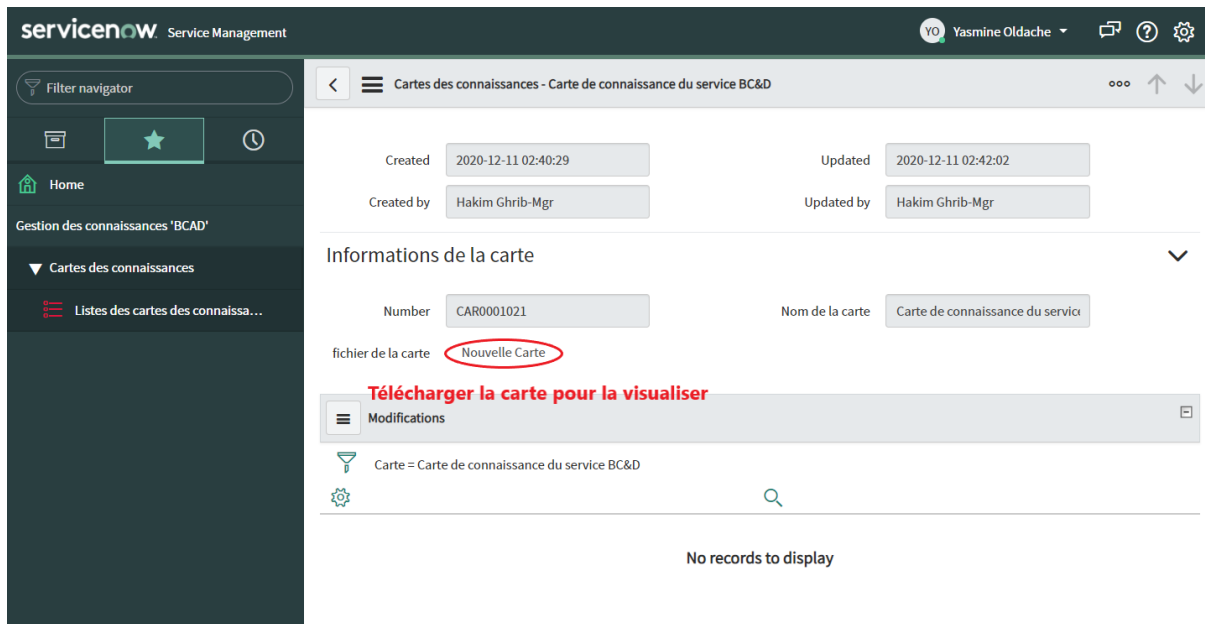 servicenow Service Management
YO Yasmine Oldache
Filter navigator
Home
Gestion des connaissances 'BCAD'
Cartes des connaissances
Listes des cartes des connaissa...
Cartes des connaissances - Carte de connaissance du service BC&D
Created 2020-12-11 02:40:29 Updated 2020-12-11 02:42:02
Created by Hakim Ghrib-Mgr Updated by Hakim Ghrib-Mgr
Informations de la carte
Number CAR0001021 Nom de la carte Carte de connaissance du service
fichier de la carte Nouvelle Carte
Télécharger la carte pour la visualiser
Modifications
Carte = Carte de connaissance du service BC&D
No records to display